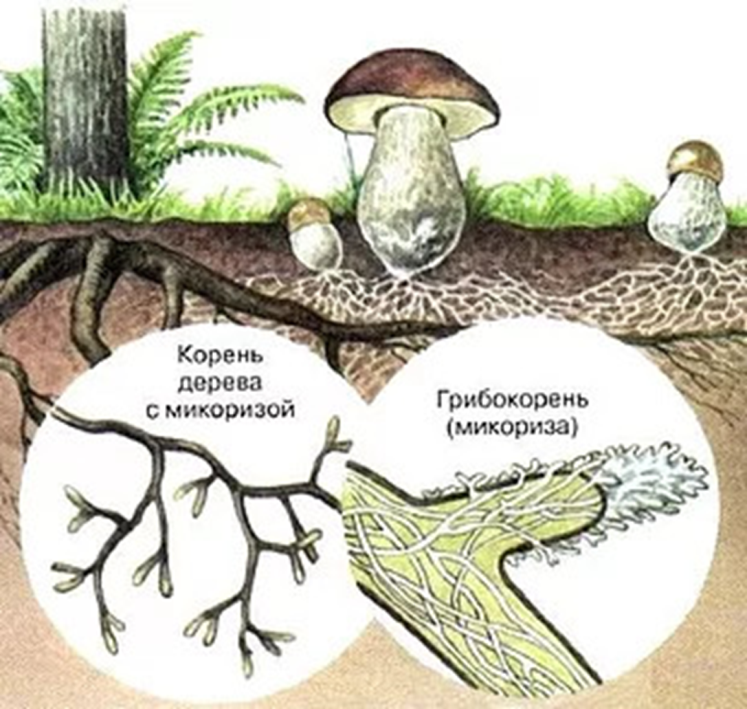 Корень
дерева
с микоризой
Грибокорень
(микориза)